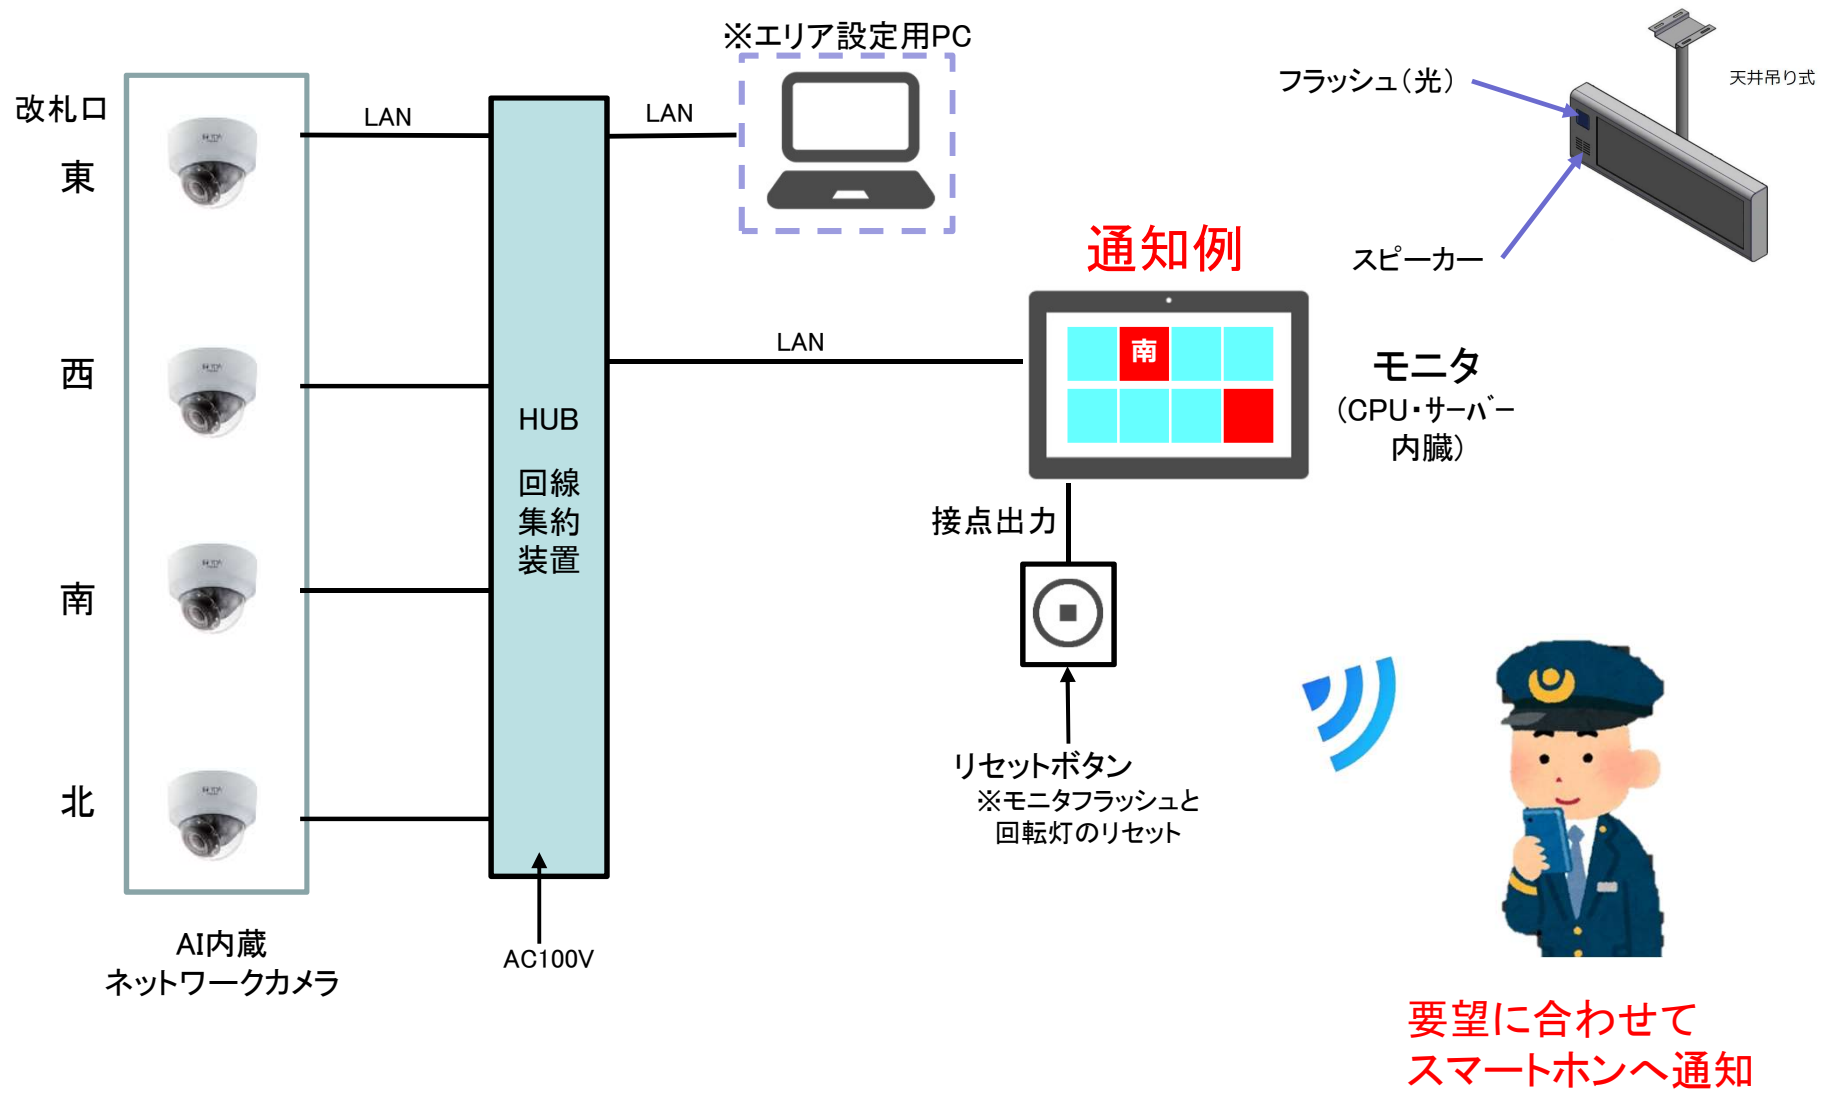 ※エリア設定用PC
改札口
東
西
南
北
LAN
LAN
LAN
HUB
回線
集約
装置
AC100V
AI内蔵
ネットワークカメラ
通知例
南
モニタ
(CPU・サーバー
内臓)
接点出力
リセットボタン
※モニタフラッシュと
回転灯のリセット
フラッシュ(光)
スピーカー
天井吊り式
要望に合わせて
スマートホンへ通知